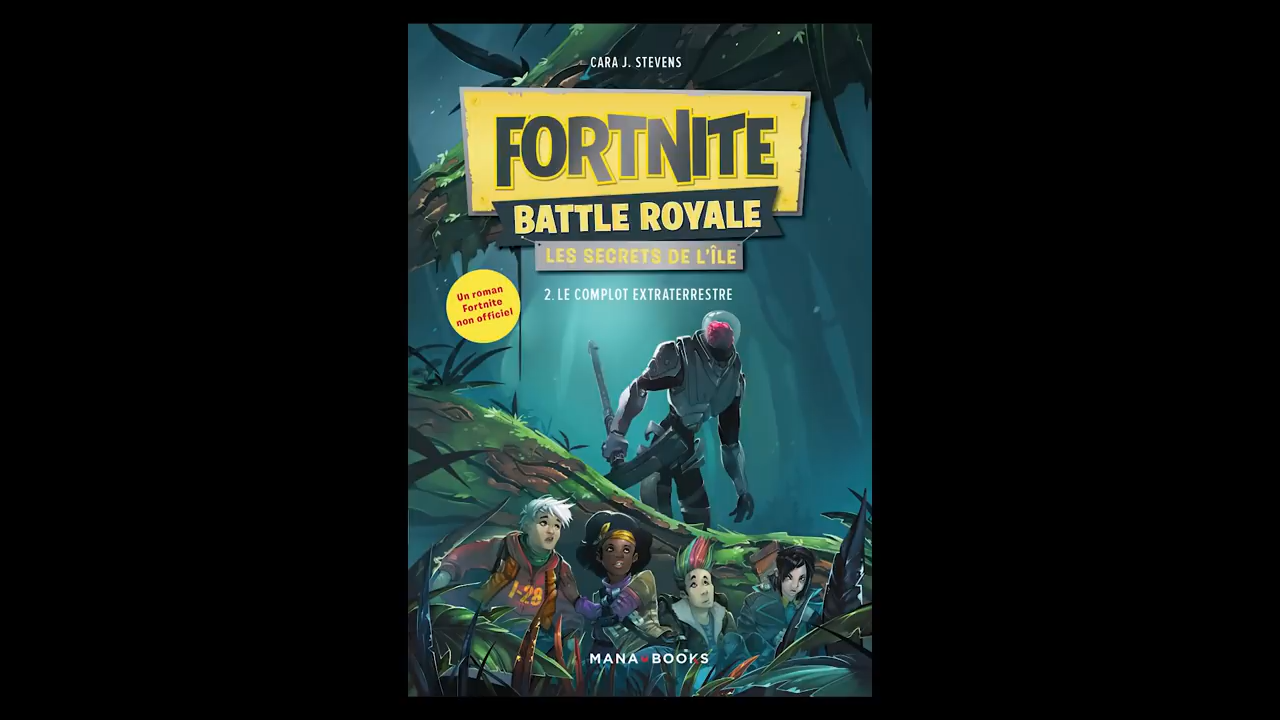 CARA J. STEVENS
FORTNITE
BATTLE ROYALE
LES SECRETS DE L'ÎLE
2. LE COMPLOT EXTRATERRESTRE
Un roman
Fortnite
non officiel
1-28
MANA BOOKS